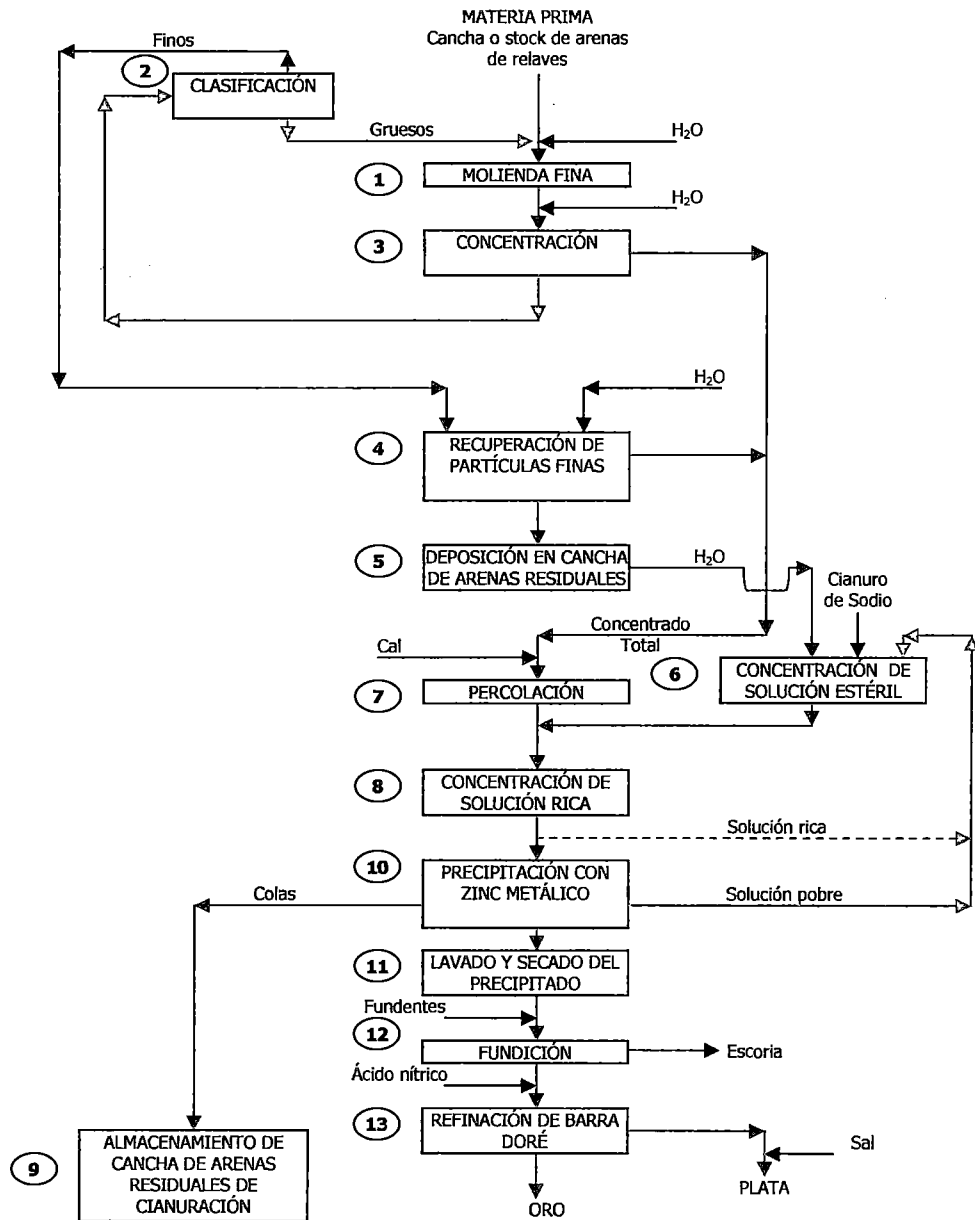 MATERIA PRIMA
Cancha o stock de arenas
de relaves
Finos
2
CLASIFICACIÓN
Gruesos
H₂O
1
MOLIENDA FINA
H₂O
3
CONCENTRACIÓN
H₂O
4
RECUPERACIÓN DE
PARTÍCULAS FINAS
5
DEPOSICIÓN EN CANCHA
DE ARENAS RESIDUALES
H₂O
Cianuro
de Sodio
Concentrado
Total
Cal
6
CONCENTRACIÓN DE
SOLUCIÓN ESTÉRIL
7
PERCOLACIÓN
8
CONCENTRACIÓN DE
SOLUCIÓN RICA
Solución rica
10
PRECIPITACIÓN CON
ZINC METÁLICO
Colas
Solución pobre
11
LAVADO Y SECADO DEL
PRECIPITADO
Fundentes
12
FUNDICIÓN
Escoria
Ácido nítrico
13
REFINACIÓN DE BARRA
DORÉ
Sal
PLATA
ORO
9
ALMACENAMIENTO DE
CANCHA DE ARENAS
RESIDUALES DE
CIANURACIÓN